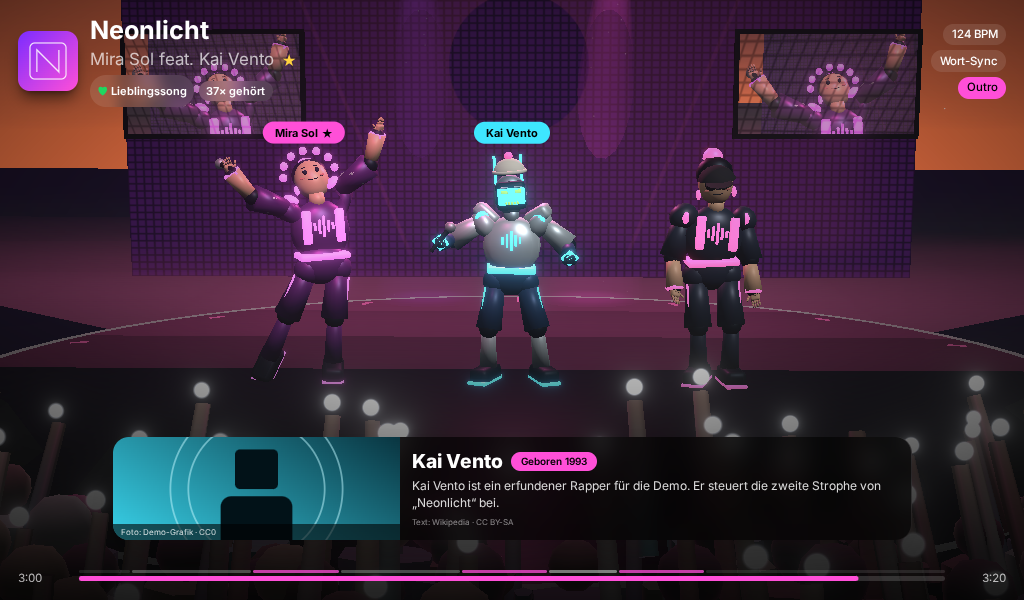 N
Neonlicht
Mira Sol feat. Kai Vento ★
Lieblingssong
37× gehört
124 BPM
Wort-Sync
Outro
Mira Sol ★
Kai Vento
Kai Vento
Geboren 1993
Kai Vento ist ein erfundener Rapper für die Demo. Er steuert die zweite Strophe von
„Neonlicht“ bei.
Text: Wikipedia · CC BY-SA
Foto: Demo-Grafik · CC0
3:00
3:20